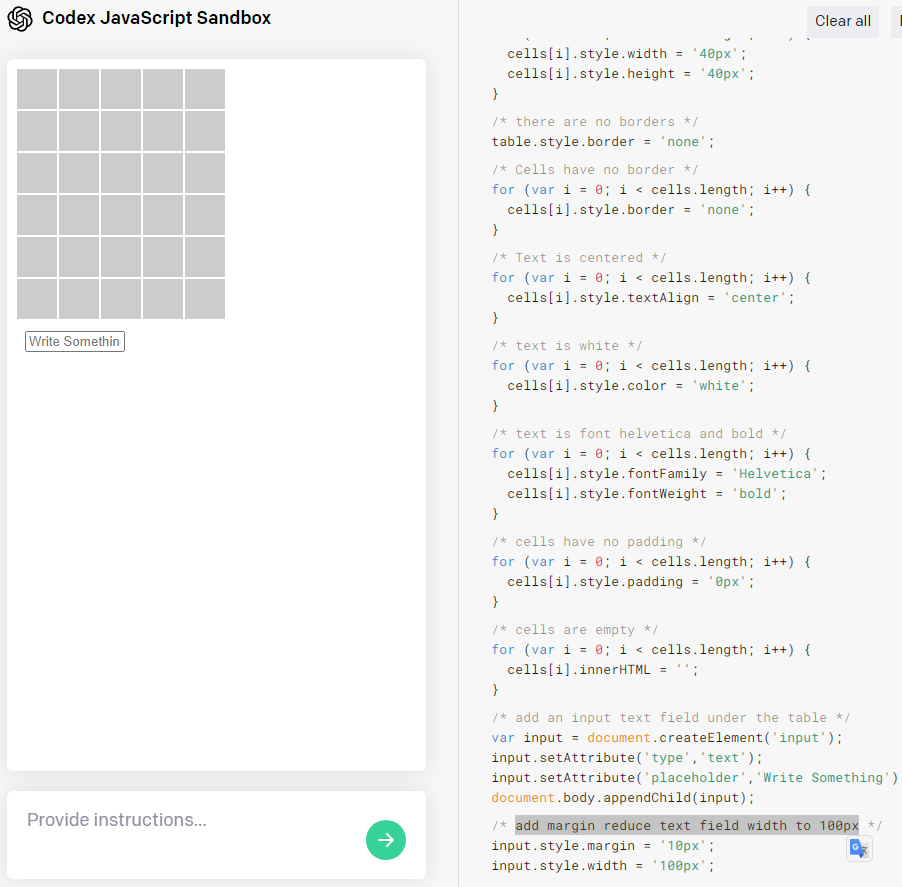 Codex JavaScript Sandbox
Clear all
Write Somethin
Provide instructions...
cells[i].style.width = '40px';
cells[i].style.height = '40px';
}
/* there are no borders */
table.style.border = 'none';
/* Cells have no border */
for (var i = 0; i < cells.length; i++) {
cells[i].style.border = 'none';
}
/* Text is centered */
for (var i = 0; i < cells.length; i++) {
cells[i].style.textAlign = 'center';
}
/* text is white */
for (var i = 0; i < cells.length; i++) {
cells[i].style.color = 'white';
}
/* text is font helvetica and bold */
for (var i = 0; i < cells.length; i++) {
cells[i].style.fontFamily = 'Helvetica';
cells[i].style.fontWeight = 'bold';
}
/* cells have no padding */
for (var i = 0; i < cells.length; i++) {
cells[i].style.padding = '0px';
}
/* cells are empty */
for (var i = 0; i < cells.length; i++) {
cells[i].innerHTML = '';
}
/* add an input text field under the table */
var input = document.createElement('input');
input.setAttribute('type','text');
input.setAttribute('placeholder','Write Something')
document.body.appendChild(input);
/* add margin reduce text field width to 100px */
input.style.margin = '10px';
input.style.width = '100px';